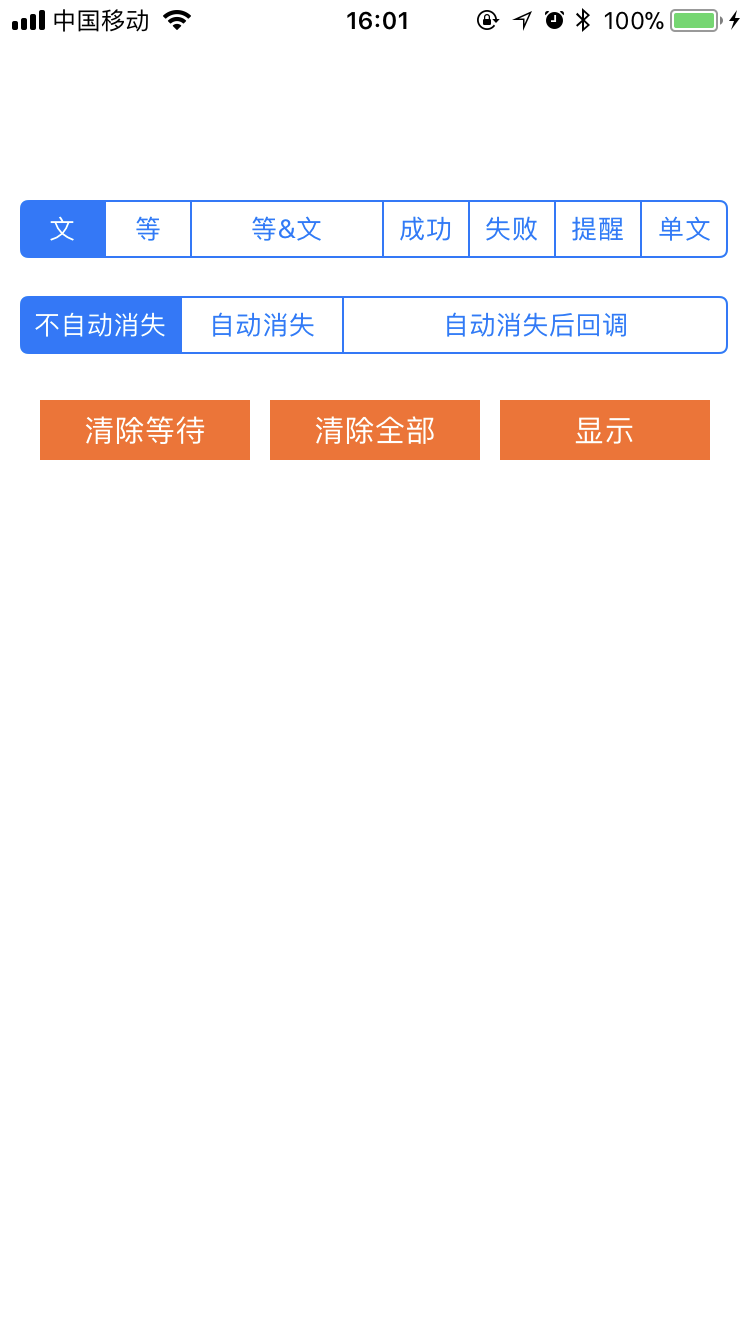 中国移动 16:01 100%
文 等 等&文 成功 失败 提醒 单文
不自动消失 自动消失 自动消失后回调
清除等待 清除全部 显示